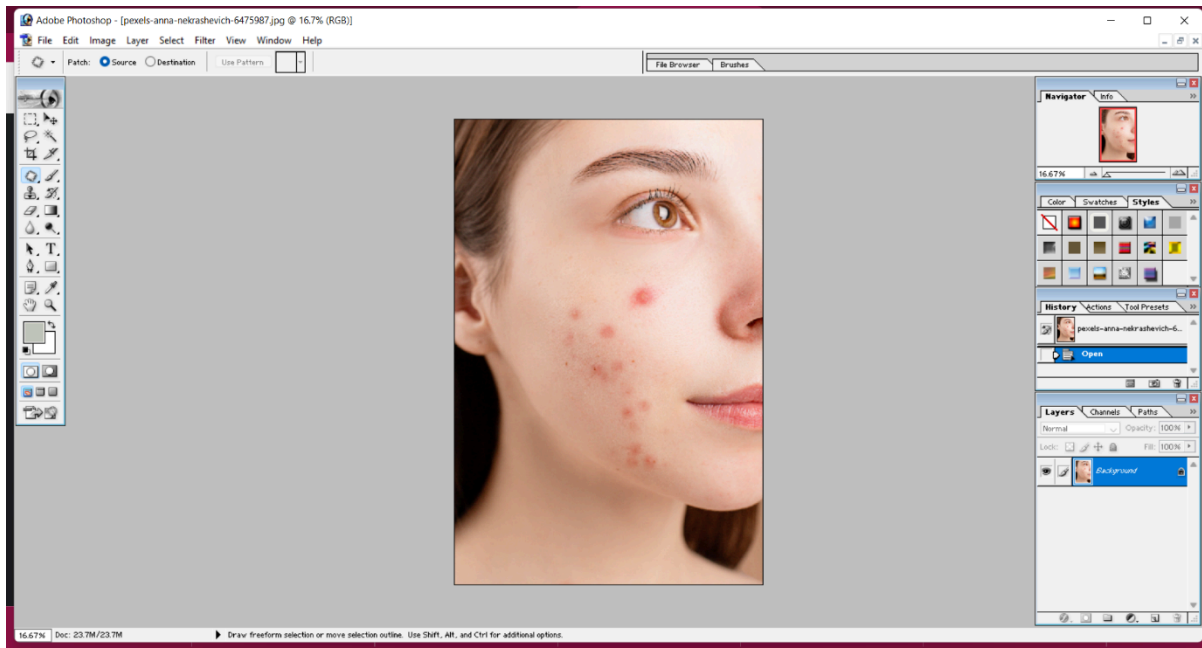 Adobe Photoshop - [pexels-anna-nekrashevich-6475987.jpg @ 16.7% (RGB)]
File Edit Image Layer Select Filter View Window Help
Patch: Source Destination Use Pattern File Browser Brushes
Navigator Info
16.67%
Color Swatches Styles
History Actions Tool Presets
pexels-anna-nekrashevich-6...
Open
Layers Channels Paths
Normal Opacity: 100%
Lock: Fill: 100%
Background
16.67% Doc: 23.7M/23.7M Draw freeform selection or move selection outline. Use Shift, Alt, and Ctrl for additional options.